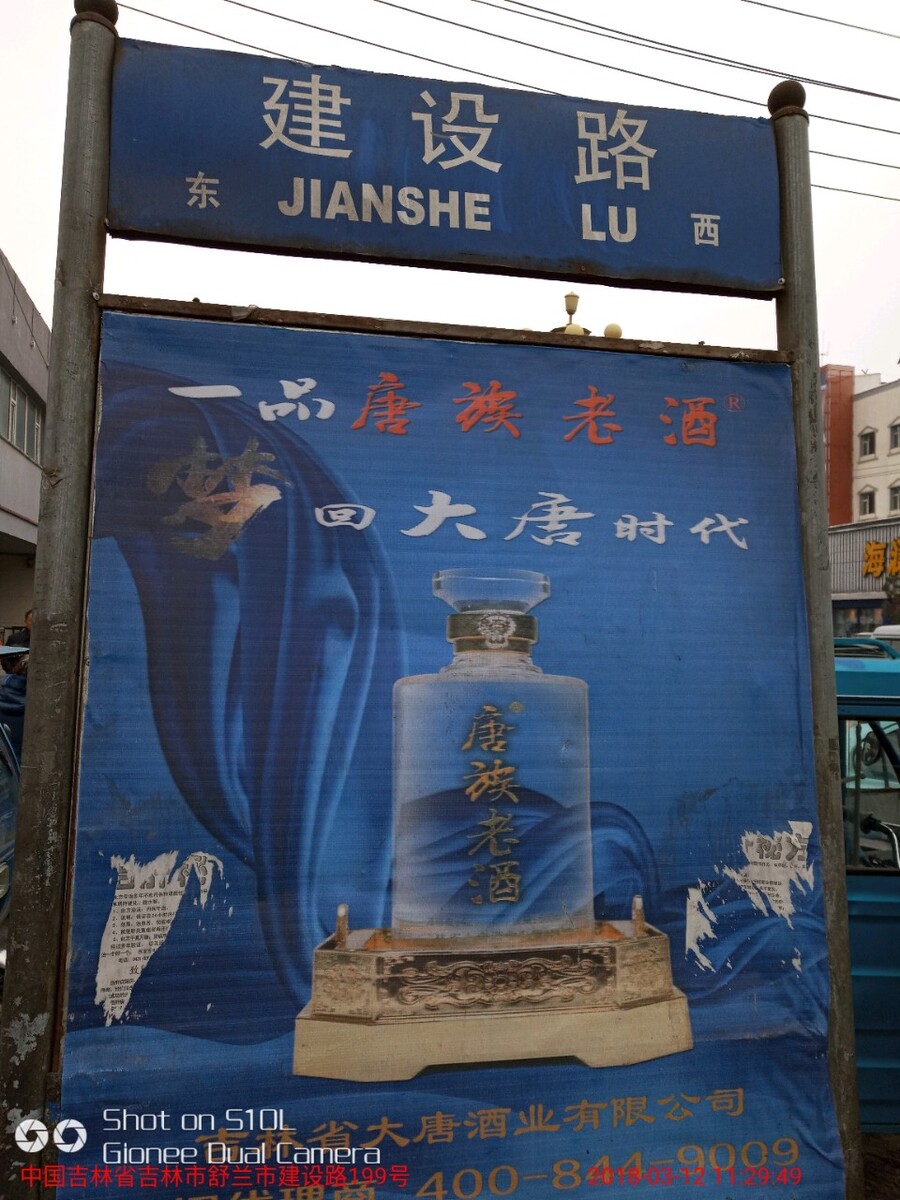 建设路
东 JIANSHE LU 西
一品唐族老酒®
梦回大唐时代
唐族老酒
秘方
海
吉林省大唐酒业有限公司
400-844-9009
Shot on S10L
Gionee Dual Camera
中国吉林省吉林市舒兰市建设路199号
2018-03-12 11:29:49